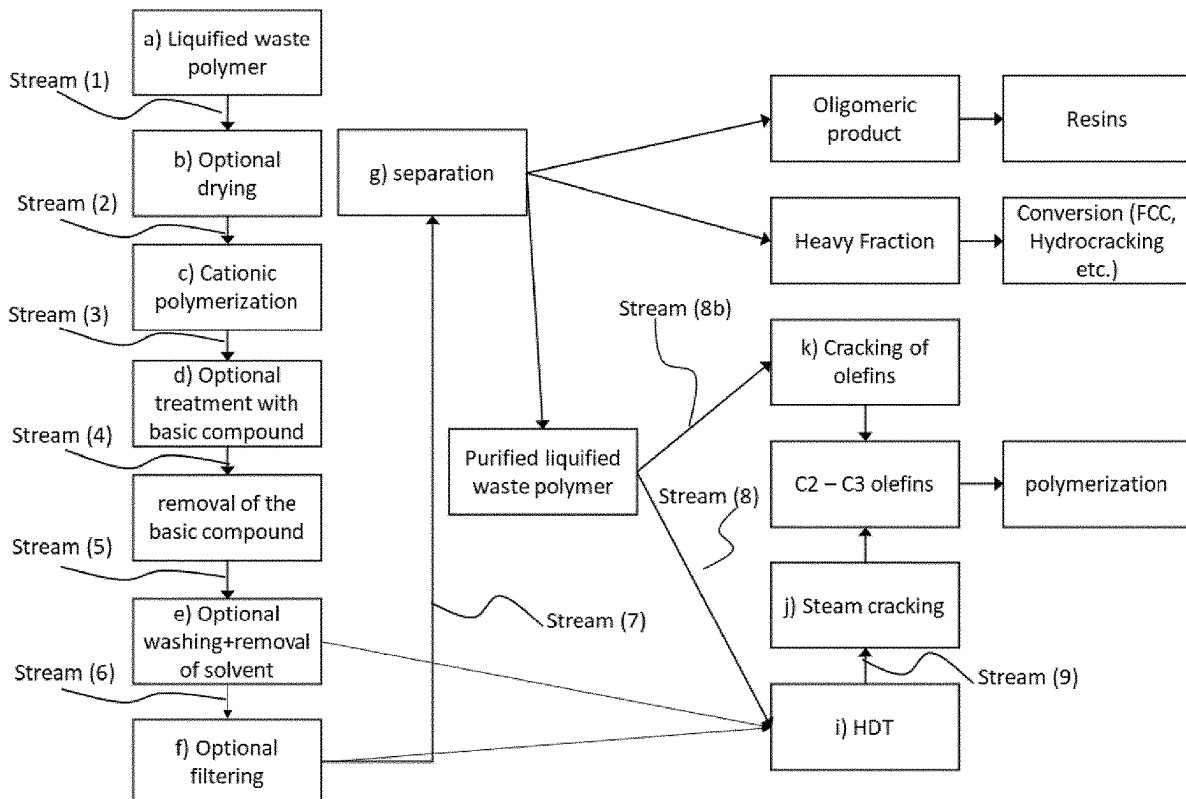 a) Liquified waste
polymer
Stream (1)
b) Optional
drying
Stream (2)
c) Cationic
polymerization
Stream (3)
d) Optional
treatment with
basic compound
Stream (4)
removal of the
basic compound
Stream (5)
e) Optional
washing+removal
of solvent
Stream (6)
f) Optional
filtering
g) separation
Stream (7)
Purified liquified
waste polymer
Stream (8b)
Stream (8)
Oligomeric
product
Resins
Heavy Fraction
Conversion (FCC,
Hydrocracking
etc.)
k) Cracking of
olefins
C2 – C3 olefins
polymerization
j) Steam cracking
Stream (9)
i) HDT